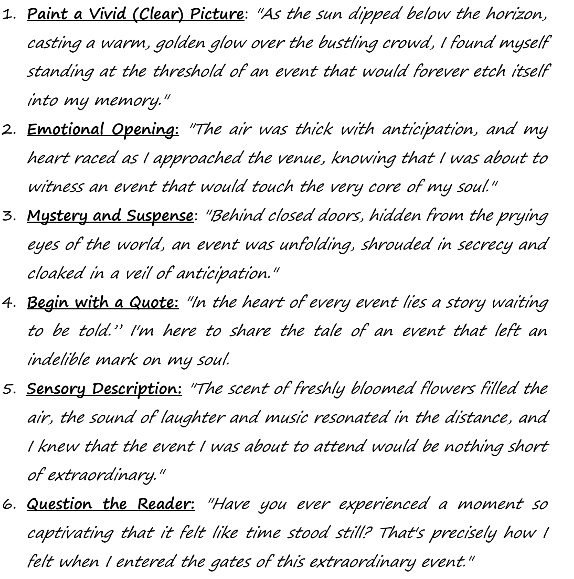 1. Paint a Vivid (Clear) Picture: "As the sun dipped below the horizon,
casting a warm, golden glow over the bustling crowd, I found myself
standing at the threshold of an event that would forever etch itself
into my memory."
2. Emotional Opening: "The air was thick with anticipation, and my
heart raced as I approached the venue, knowing that I was about to
witness an event that would touch the very core of my soul."
3. Mystery and Suspense: "Behind closed doors, hidden from the prying
eyes of the world, an event was unfolding, shrouded in secrecy and
cloaked in a veil of anticipation."
4. Begin with a Quote: "In the heart of every event lies a story waiting
to be told.'' I'm here to share the tale of an event that left an
indelible mark on my soul.
5. Sensory Description: "The scent of freshly bloomed flowers filled the
air, the sound of laughter and music resonated in the distance, and
I knew that the event I was about to attend would be nothing short
of extraordinary."
6. Question the Reader: "Have you ever experienced a moment so
captivating that it felt like time stood still? That's precisely how I
felt when I entered the gates of this extraordinary event."